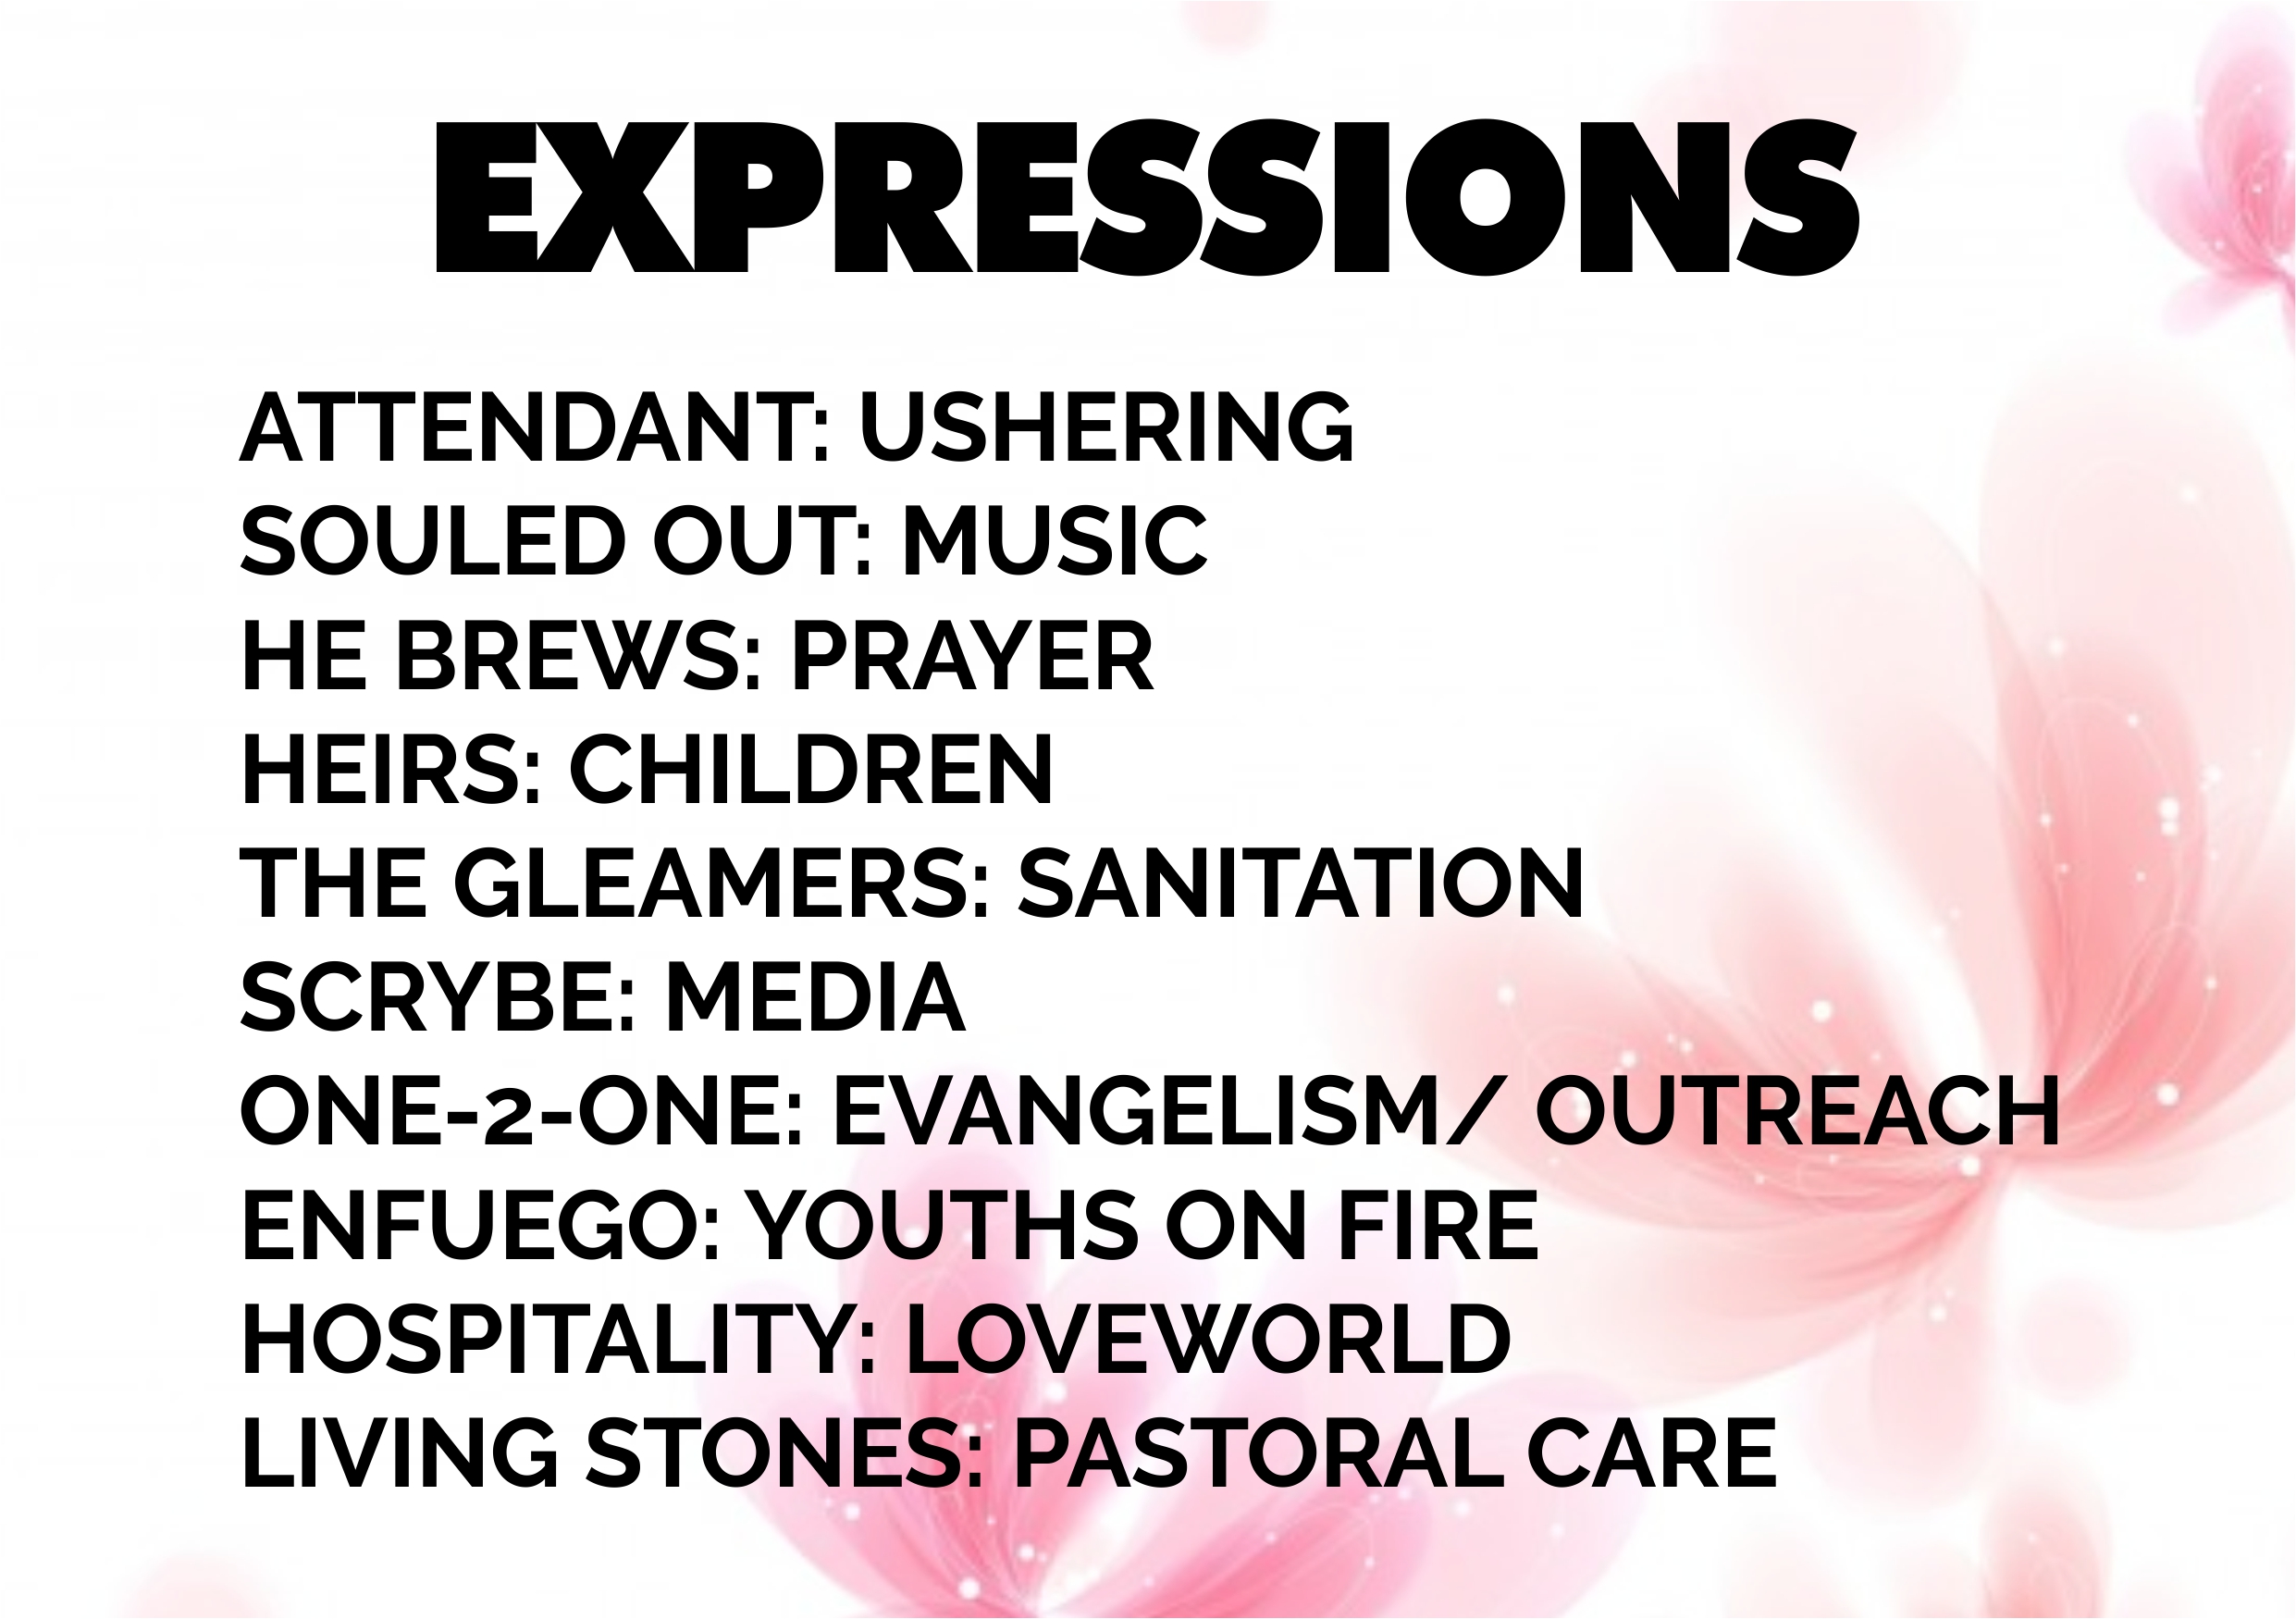 EXPRESSIONS
ATTENDANT: USHERING
SOULED OUT: MUSIC
HE BREWS: PRAYER
HEIRS: CHILDREN
THE GLEAMERS: SANITATION
SCRYBE: MEDIA
ONE-2-ONE: EVANGELISM/ OUTREACH
ENFUEGO: YOUTHS ON FIRE
HOSPITALITY: LOVEWORLD
LIVING STONES: PASTORAL CARE